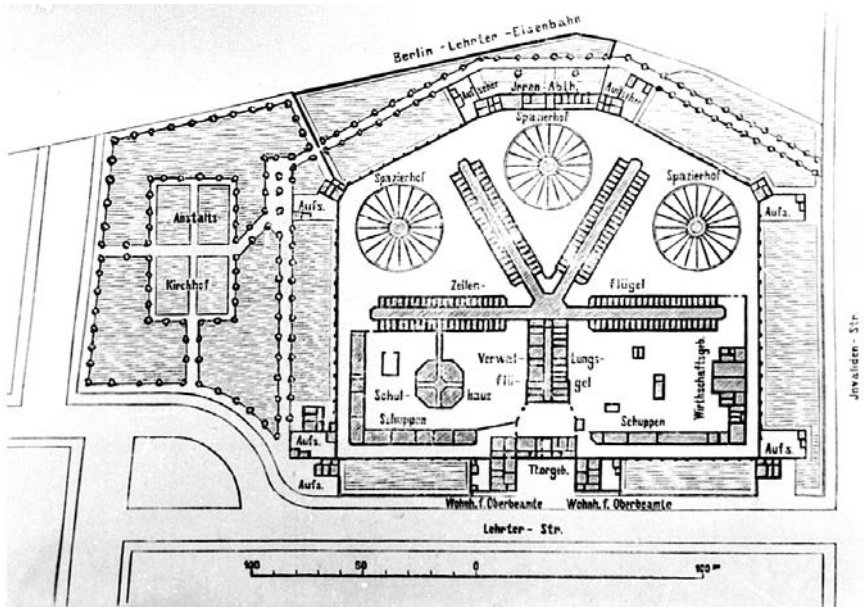 Berlin - Lehrter - Eisenbahn
Aufseher
Irren-Abth.
Aufseher
Spazierhof
Spazierhof
Spazierhof
Aufs.
Aufs.
Anstalts-
Kirchhof
Zellen-
flügel
Verwal-
tungs-
flü-
gel
Schul-
haus
Schuppen
Schuppen
Wirthschaftsgeb.
Invaliden-Str.
Aufs.
Aufs.
Aufs.
Thorgeb.
Wohnh. f. Oberbeamte
Wohnh. f. Oberbeamte
Lehrter - Str.
100
50
0
100 m